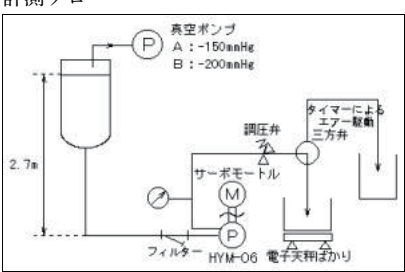 計測フロー
真空ポンプ
P
A：-150mmHg
B：-200mmHg
タイマーによる
エアー駆動
三方弁
調圧弁
2.7m
サーボモートル
M
P
フィルター
HYM-06
電子天秤ばかり